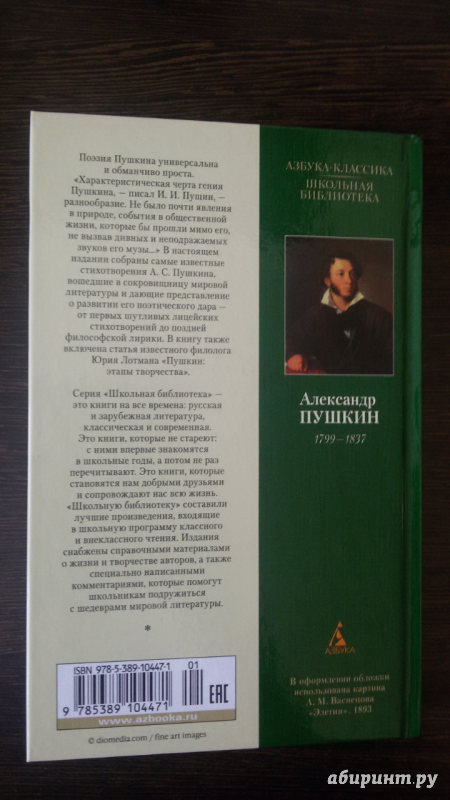 Поэзия Пушкина универсальна
и обманчиво проста.
«Характеристическая черта гения
Пушкина, — писал И. И. Пущин, —
разнообразие. Не было почти явления
в природе, события в общественной
жизни, которые бы прошли мимо его,
не вызвав дивных и неподражаемых
звуков его музы...» В настоящем
издании собраны самые известные
стихотворения А. С. Пушкина,
вошедшие в сокровищницу мировой
литературы и дающие представление
о развитии его поэтического дара —
от первых шутливых лицейских
стихотворений до поздней
философской лирики. В книгу также
включена статья известного филолога
Юрия Лотмана «Пушкин:
этапы творчества».
Серия «Школьная библиотека» —
это книги на все времена: русская
и зарубежная литература,
классическая и современная.
Это книги, которые не стареют:
с ними впервые знакомятся
в школьные годы, а потом не раз
перечитывают. Это книги, которые
становятся нам добрыми друзьями
и сопровождают нас всю жизнь.
«Школьную библиотеку» составили
лучшие произведения, входящие
в школьную программу классного
и внеклассного чтения. Издания
снабжены справочными материалами
о жизни и творчестве авторов, а также
специально написанными
комментариями, которые помогут
школьникам подружиться
с шедеврами мировой литературы.
*
ISBN 978-5-389-10447-1 01
9 785389 104471
EAC
www.azbooka.ru
© diomedia.com / fine art images
АЗБУКА-КЛАССИКА
ШКОЛЬНАЯ
БИБЛИОТЕКА
Александр
ПУШКИН
1799–1837
АЗБУКА
В оформлении обложки
использована картина
А. М. Васнецова
«Элегия». 1893
абиринт.ру